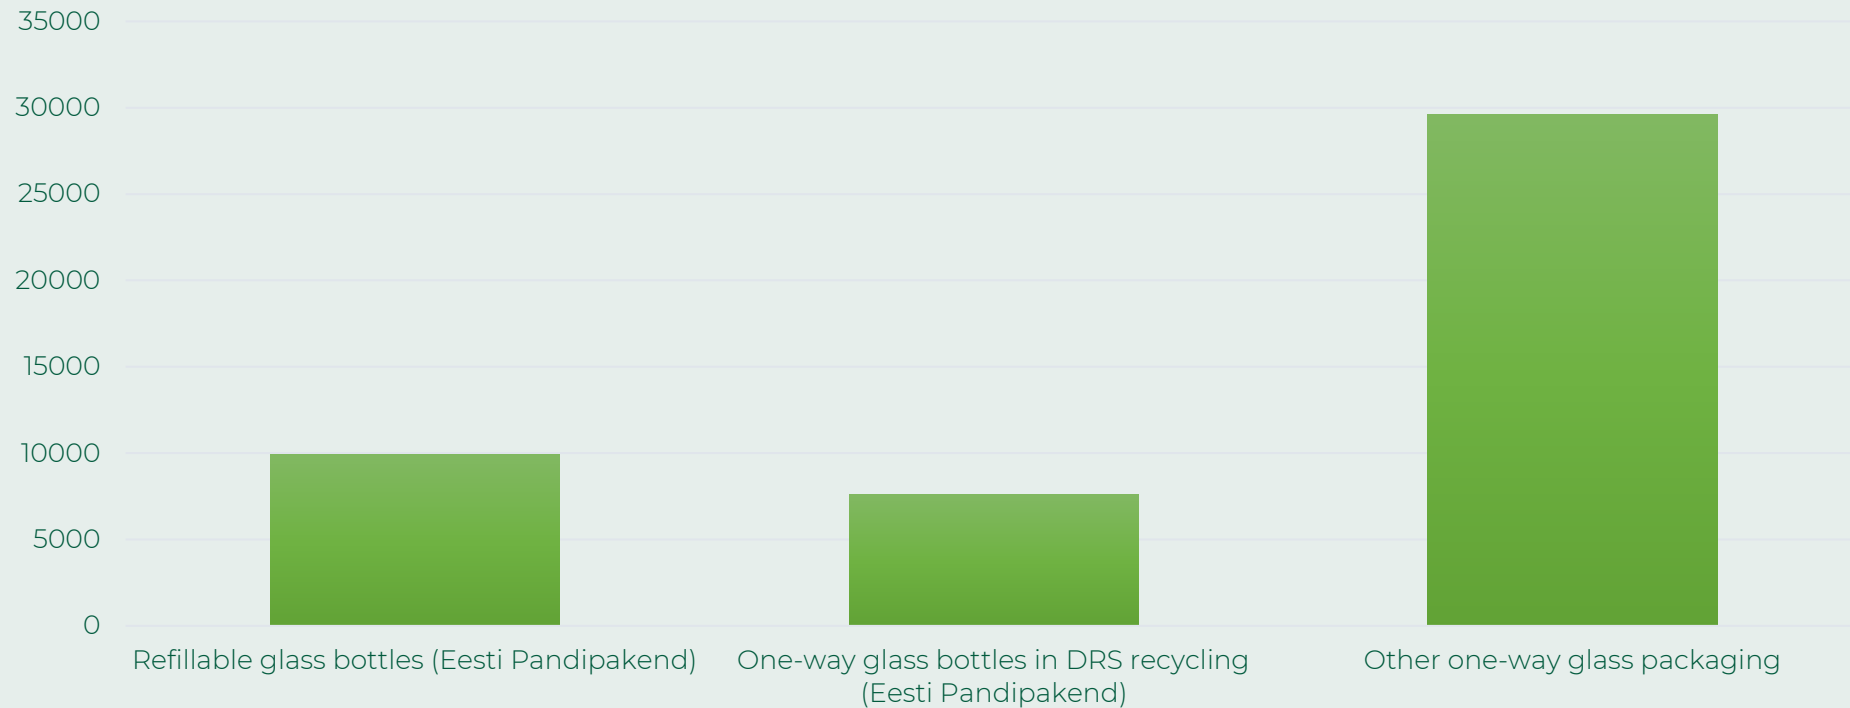 35000
30000
25000
20000
15000
10000
5000
0
Refillable glass bottles (Eesti Pandipakend)
One-way glass bottles in DRS recycling
(Eesti Pandipakend)
Other one-way glass packaging